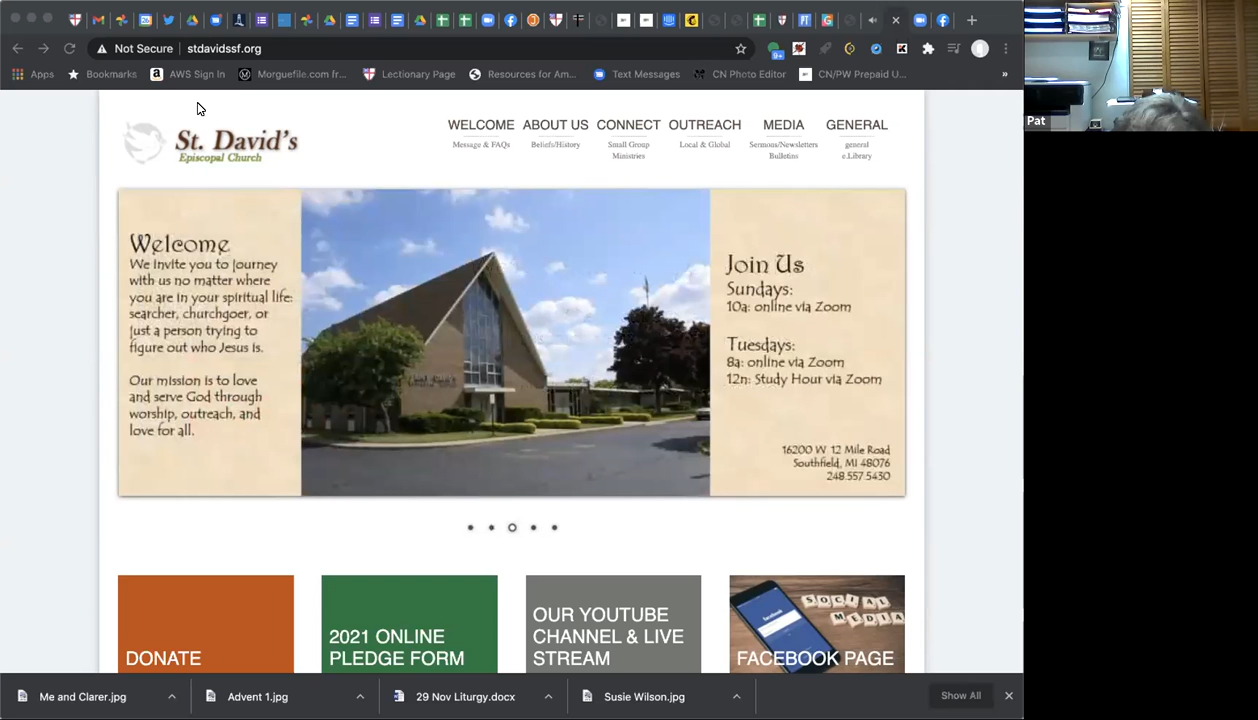 Not Secure
stdavidssf.org
9+
Apps
Bookmarks
AWS Sign In
Morguefile.com fr...
Lectionary Page
Resources for Am...
Text Messages
CN Photo Editor
CN/PW Prepaid U...
»
Pat
St. David's
Episcopal Church
WELCOME
Message & FAQs
ABOUT US
Beliefs/History
CONNECT
Small Group
Ministries
OUTREACH
Local & Global
MEDIA
Sermons/Newsletters
Bulletins
GENERAL
general
e.Library
Welcome
We invite you to journey
with us no matter where
you are in your spiritual life:
searcher, churchgoer, or
just a person trying to
figure out who Jesus is.
Our mission is to love
and serve God through
worship, outreach, and
love for all.
Join Us
Sundays:
10a: online via Zoom
Tuesdays:
8a: online via Zoom
12n: Study Hour via Zoom
16200 W. 12 Mile Road
Southfield, MI 48076
248.557.5430
DONATE
2021 ONLINE
PLEDGE FORM
OUR YOUTUBE
CHANNEL & LIVE
STREAM
SOCIAL
MEDIA
facebook
FACEBOOK PAGE
Me and Clarer.jpg
Advent 1.jpg
29 Nov Liturgy.docx
Susie Wilson.jpg
Show All